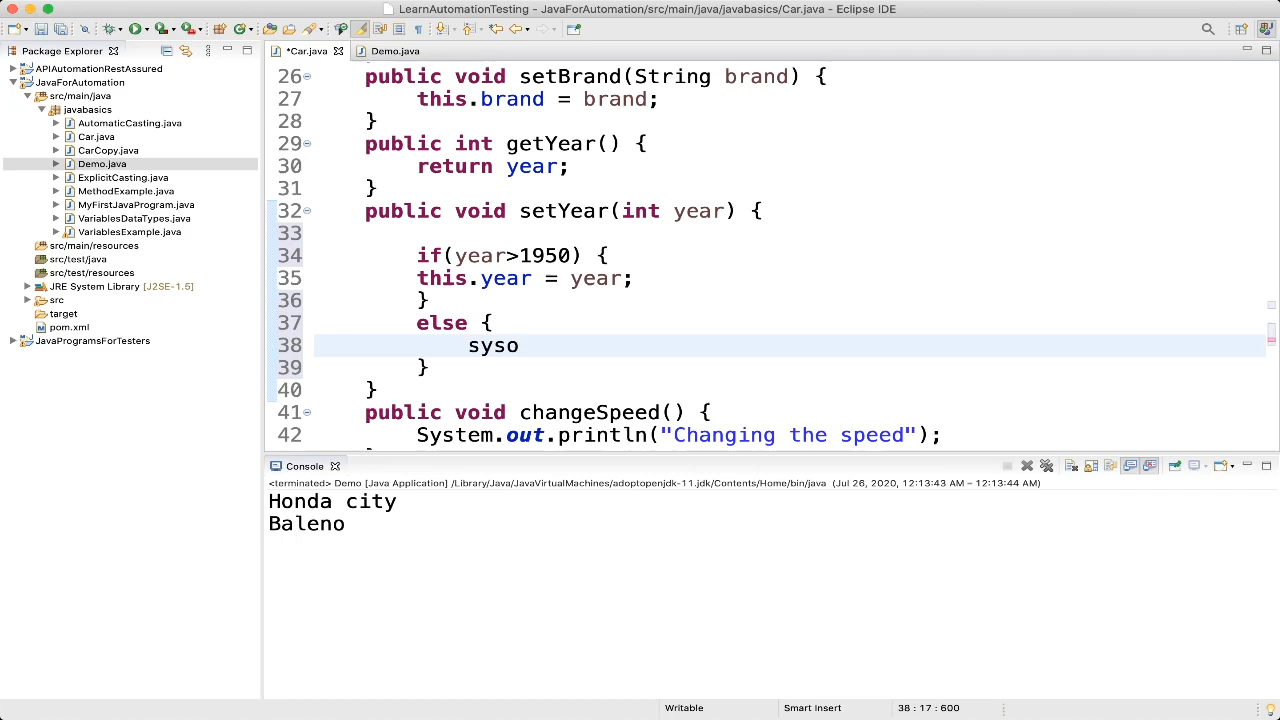 LearnAutomationTesting - JavaForAutomation/src/main/java/javabasics/Car.java - Eclipse IDE
Package Explorer
*Car.java
Demo.java
APIAutomationRestAssured
JavaForAutomation
src/main/java
javabasics
AutomaticCasting.java
Car.java
CarCopy.java
Demo.java
ExplicitCasting.java
MethodExample.java
MyFirstJavaProgram.java
VariablesDataTypes.java
VariablesExample.java
src/main/resources
src/test/java
src/test/resources
JRE System Library [J2SE-1.5]
src
target
pom.xml
JavaProgramsForTesters
26 public void setBrand(String brand) {
27 this.brand = brand;
28 }
29 public int getYear() {
30 return year;
31 }
32 public void setYear(int year) {
33
34 if(year>1950) {
35 this.year = year;
36 }
37 else {
38 syso
39 }
40 }
41 public void changeSpeed() {
42 System.out.println("Changing the speed");
Console
<terminated> Demo [Java Application] /Library/Java/JavaVirtualMachines/adoptopenjdk-11.jdk/Contents/Home/bin/java (Jul 26, 2020, 12:13:43 AM – 12:13:44 AM)
Honda city
Baleno
Writable
Smart Insert
38 : 17 : 600